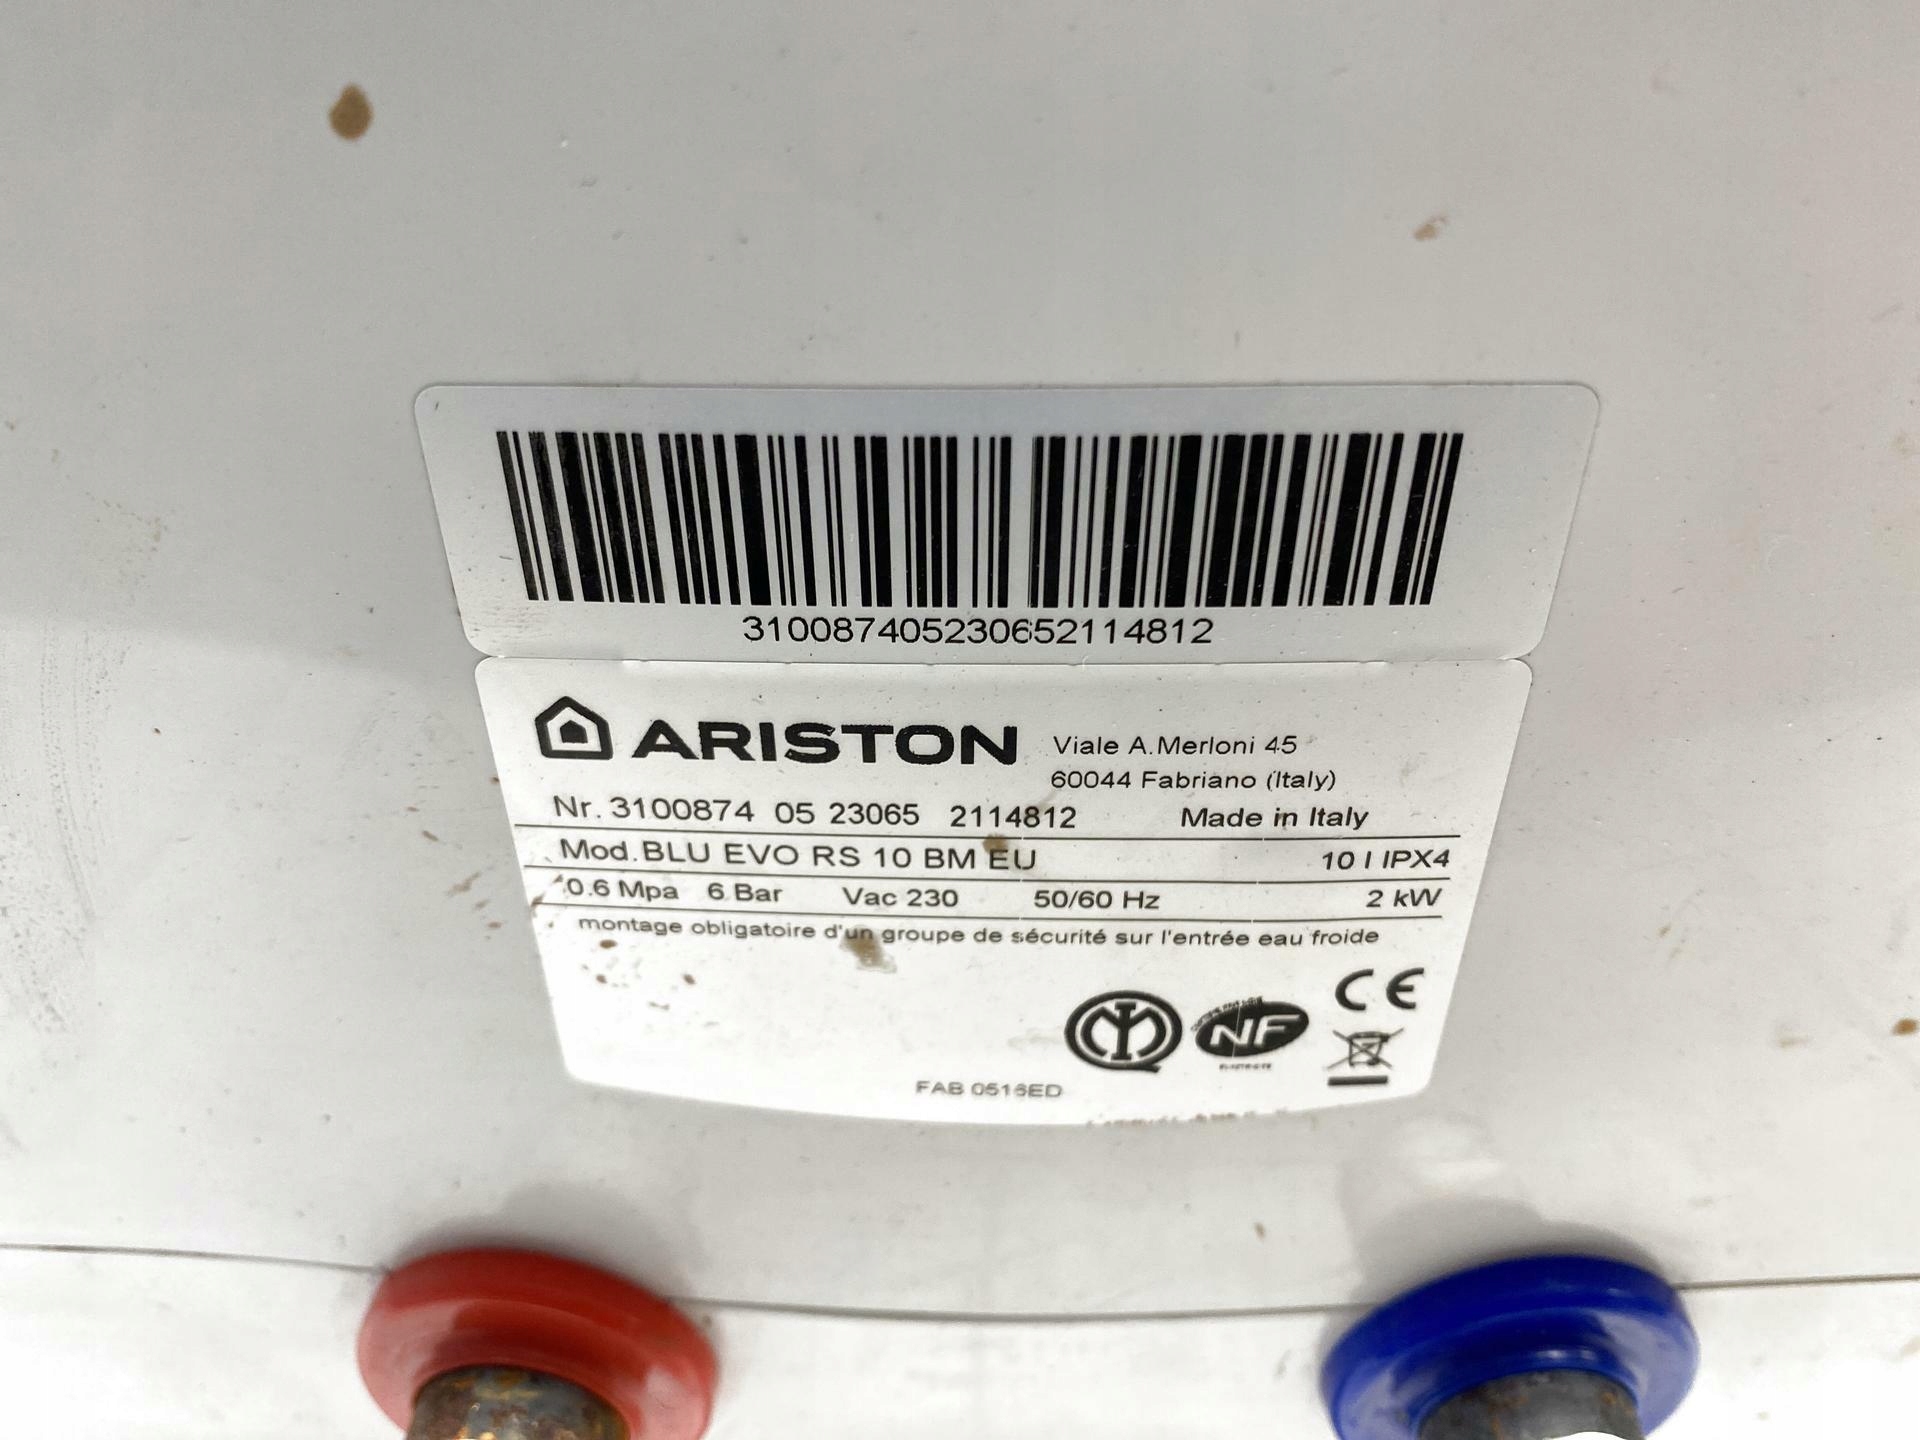 310087405230652114812
ARISTON
Viale A.Merloni 45
60044 Fabriano (Italy)
Nr. 3100874 05 23065 2114812 Made in Italy
Mod.BLU EVO RS 10 BM EU 10 l IPX4
0.6 Mpa 6 Bar Vac 230 50/60 Hz 2 kW
montage obligatoire d'un groupe de sécurité sur l'entrée eau froide
CE
NF
FAB 0516ED